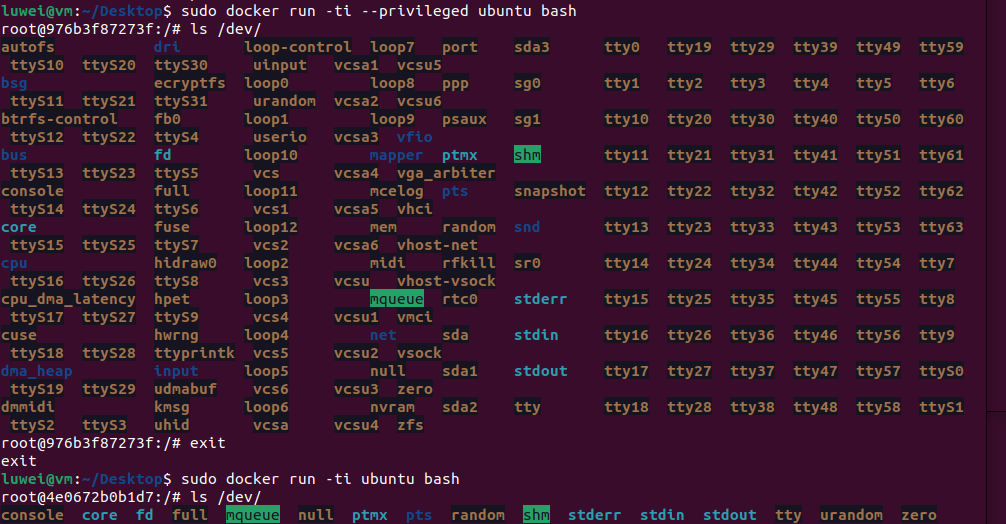 luwei@vm:~/Desktop$ sudo docker run -ti --privileged ubuntu bash
root@976b3f87273f:/# ls /dev/
autofs dri loop-control loop7 port sda3 tty0 tty19 tty29 tty39 tty49 tty59
ttyS10 ttyS20 ttyS30 uinput vcsa1 vcsu5
bsg ecryptfs loop0 loop8 ppp sg0 tty1 tty2 tty3 tty4 tty5 tty6
ttyS11 ttyS21 ttyS31 urandom vcsa2 vcsu6
btrfs-control fb0 loop1 loop9 psaux sg1 tty10 tty20 tty30 tty40 tty50 tty60
ttyS12 ttyS22 ttyS4 userio vcsa3 vfio
bus fd loop10 mapper ptmx shm tty11 tty21 tty31 tty41 tty51 tty61
ttyS13 ttyS23 ttyS5 vcs vcsa4 vga_arbiter
console full loop11 mcelog pts snapshot tty12 tty22 tty32 tty42 tty52 tty62
ttyS14 ttyS24 ttyS6 vcs1 vcsa5 vhci
core fuse loop12 mem random snd tty13 tty23 tty33 tty43 tty53 tty63
ttyS15 ttyS25 ttyS7 vcs2 vcsa6 vhost-net
cpu hidraw0 loop2 midi rfkill sr0 tty14 tty24 tty34 tty44 tty54 tty7
ttyS16 ttyS26 ttyS8 vcs3 vcsu vhost-vsock
cpu_dma_latency hpet loop3 mqueue rtc0 stderr tty15 tty25 tty35 tty45 tty55 tty8
ttyS17 ttyS27 ttyS9 vcs4 vcsu1 vmci
cuse hwrng loop4 net sda stdin tty16 tty26 tty36 tty46 tty56 tty9
ttyS18 ttyS28 ttyprintk vcs5 vcsu2 vsock
dma_heap input loop5 null sda1 stdout tty17 tty27 tty37 tty47 tty57 ttyS0
ttyS19 ttyS29 udmabuf vcs6 vcsu3 zero
dmmidi kmsg loop6 nvram sda2 tty tty18 tty28 tty38 tty48 tty58 ttyS1
ttyS2 ttyS3 uhid vcsa vcsu4 zfs
root@976b3f87273f:/# exit
exit
luwei@vm:~/Desktop$ sudo docker run -ti ubuntu bash
root@4e0672b0b1d7:/# ls /dev/
console core fd full mqueue null ptmx pts random shm stderr stdin stdout tty urandom zero